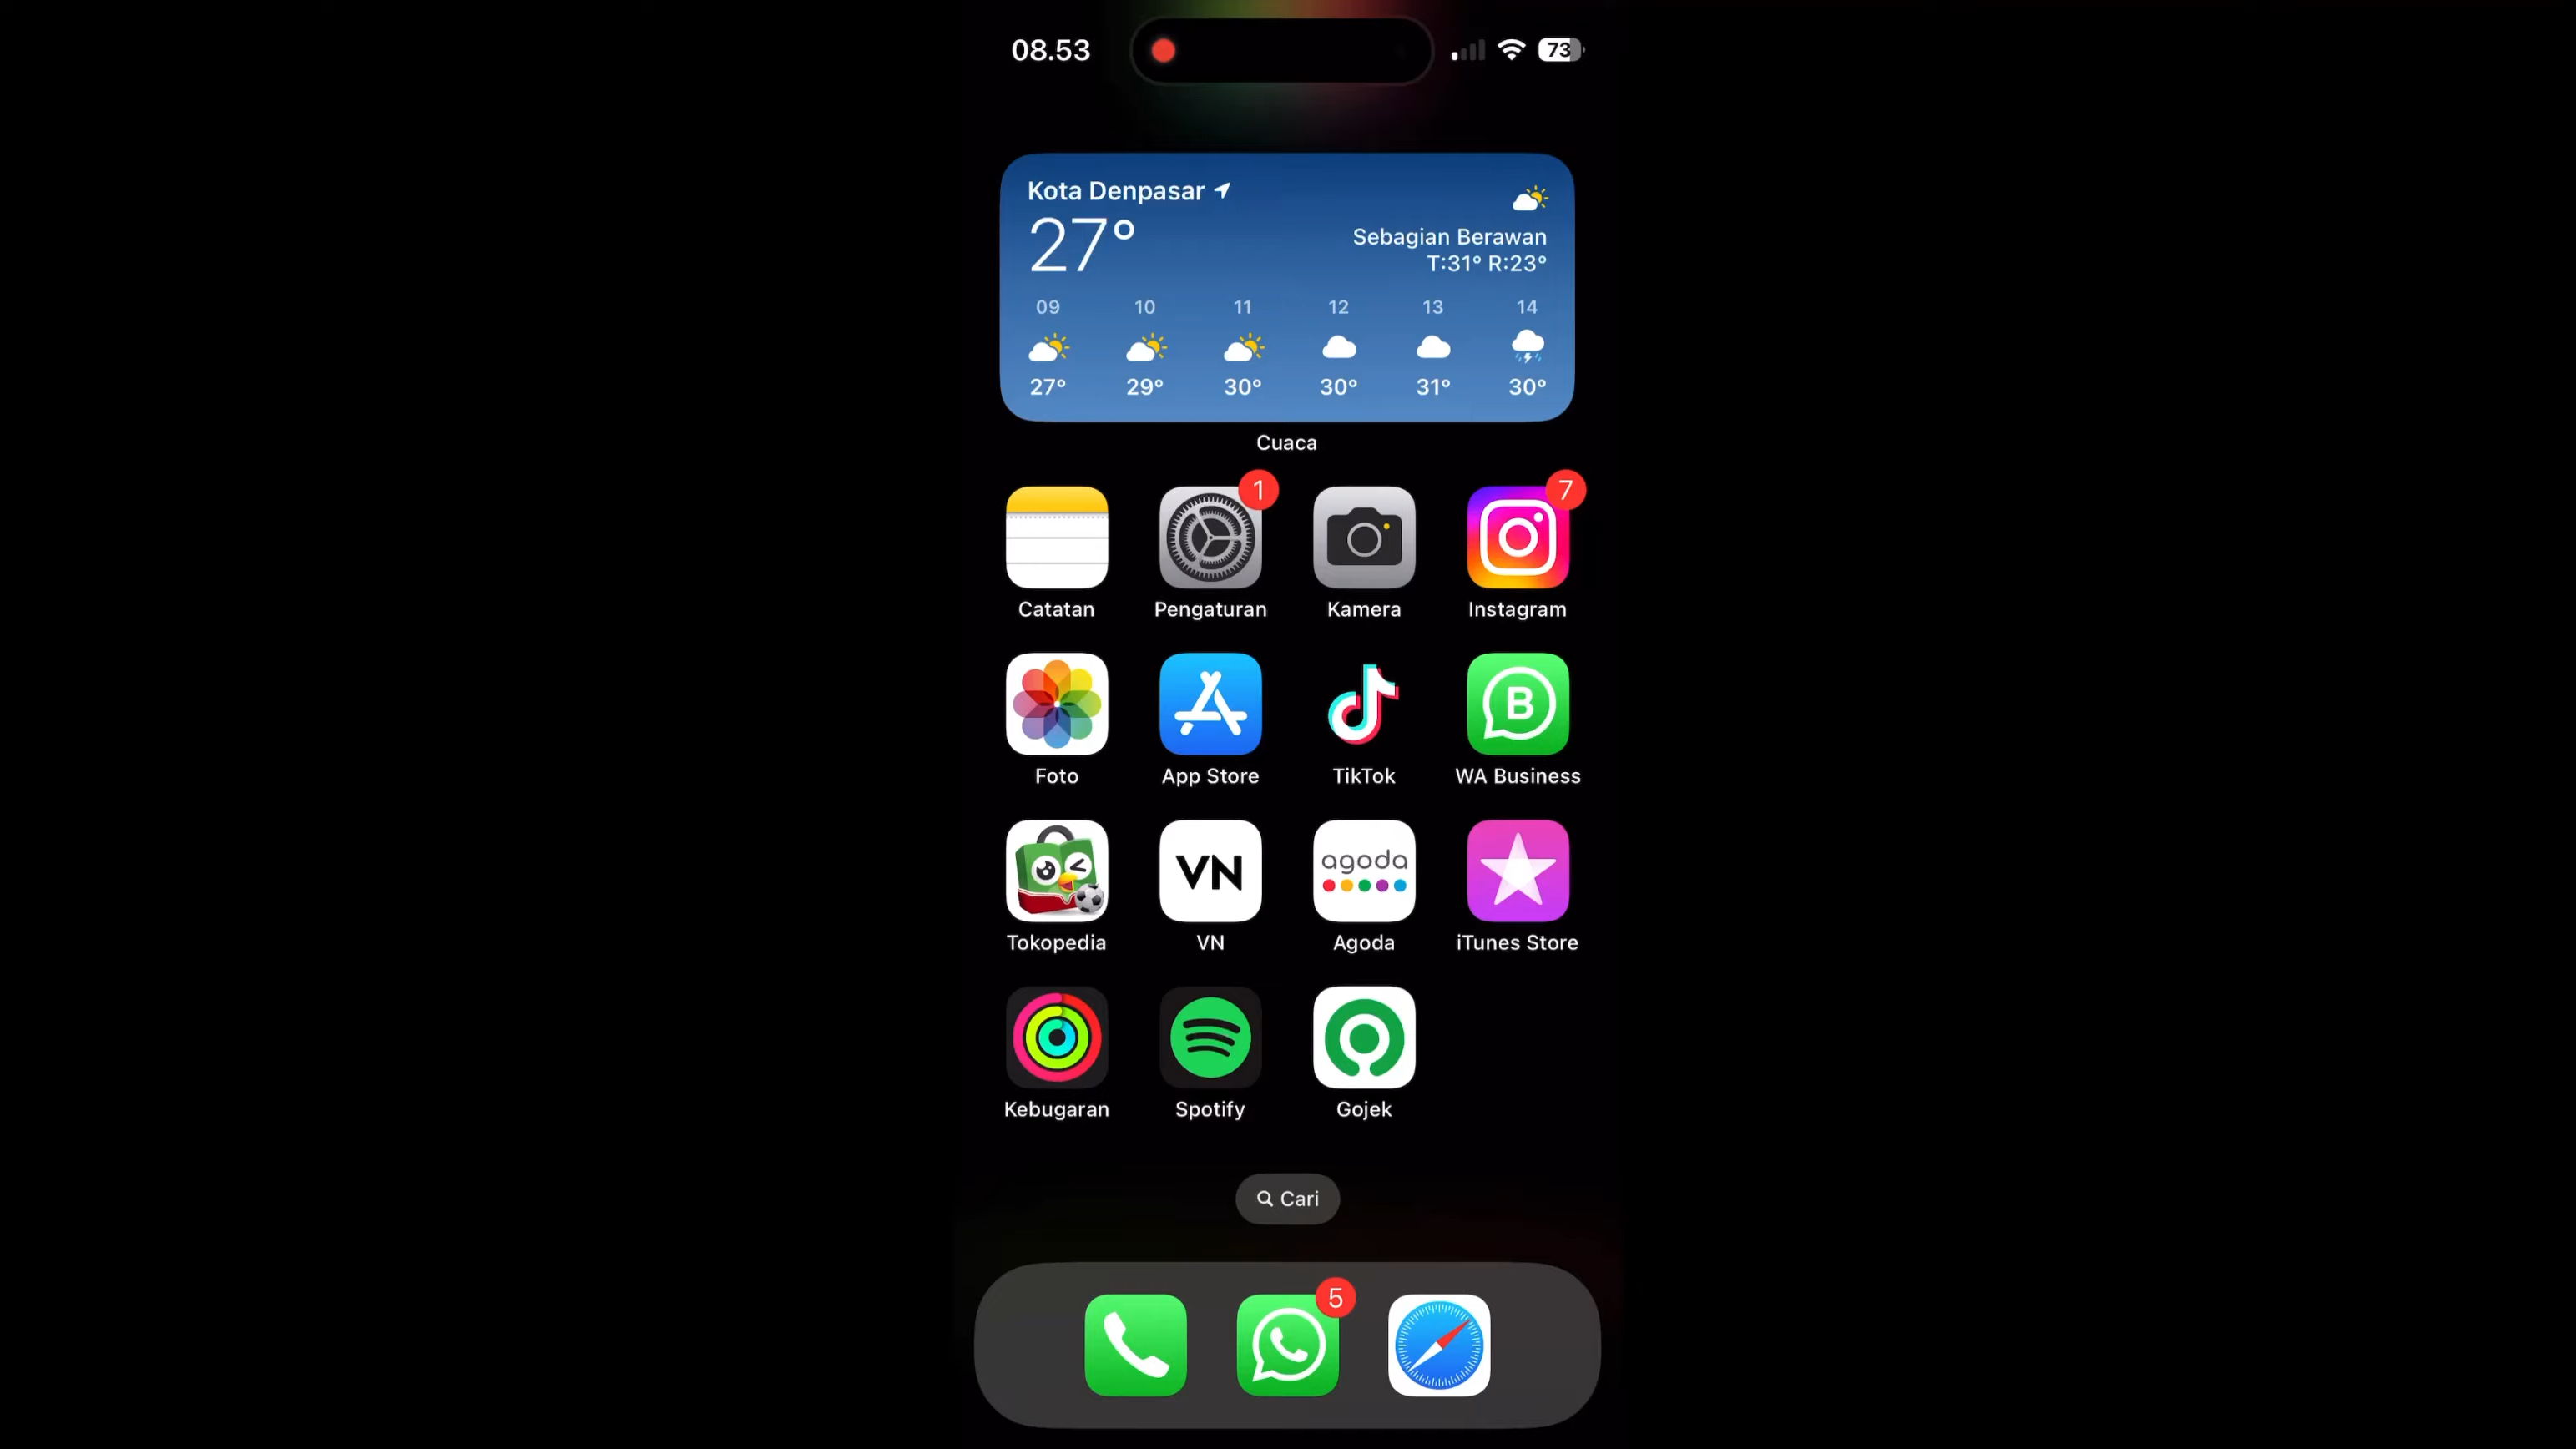 08.53
73
Kota Denpasar
27°
Sebagian Berawan
T:31° R:23°
09 10 11 12 13 14
27° 29° 30° 30° 31° 30°
Cuaca
1 7
Catatan Pengaturan Kamera Instagram
B
Foto App Store TikTok WA Business
VN agoda
Tokopedia VN Agoda iTunes Store
Kebugaran Spotify Gojek
Cari
5